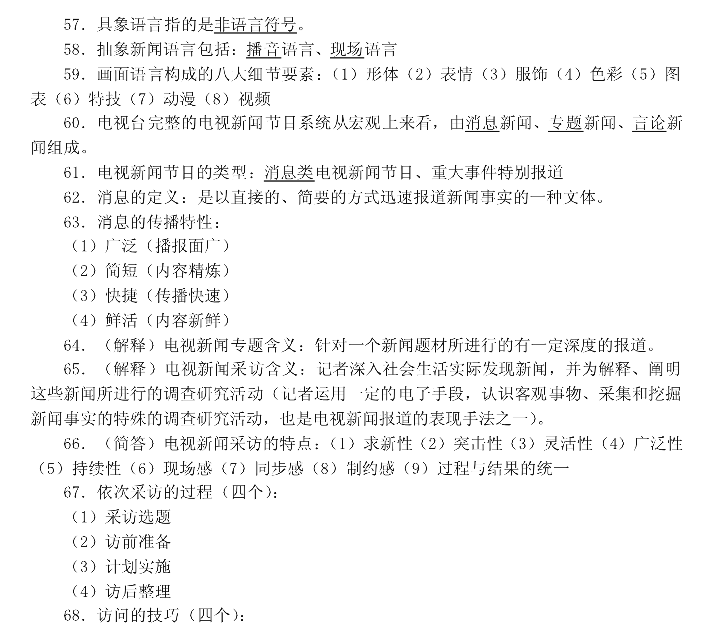 57. 具象语言指的是非语言符号。
58. 抽象新闻语言包括：播音语言、现场语言
59. 画面语言构成的八大细节要素：（1）形体（2）表情（3）服饰（4）色彩（5）图
表（6）特技（7）动漫（8）视频
60. 电视台完整的电视新闻节目系统从宏观上来看，由消息新闻、专题新闻、言论新
闻组成。
61. 电视新闻节目的类型：消息类电视新闻节目、重大事件特别报道
62. 消息的定义：是以直接的、简要的方式迅速报道新闻事实的一种文体。
63. 消息的传播特性：
（1）广泛（播报面广）
（2）简短（内容精炼）
（3）快捷（传播快速）
（4）鲜活（内容新鲜）
64. （解释）电视新闻专题含义：针对一个新闻题材所进行的有一定深度的报道。
65. （解释）电视新闻采访含义：记者深入社会生活实际发现新闻，并为解释、阐明
这些新闻所进行的调查研究活动（记者运用一定的电子手段，认识客观事物、采集和挖掘
新闻事实的特殊的调查研究活动，也是电视新闻报道的表现手法之一）。
66. （简答）电视新闻采访的特点：（1）求新性（2）突击性（3）灵活性（4）广泛性
（5）持续性（6）现场感（7）同步感（8）制约感（9）过程与结果的统一
67. 依次采访的过程（四个）：
（1）采访选题
（2）访前准备
（3）计划实施
（4）访后整理
68. 访问的技巧（四个）：